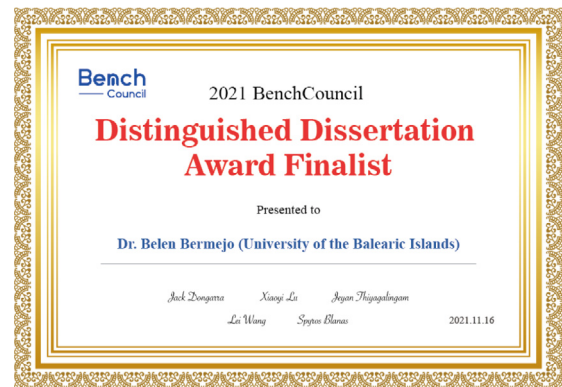 Bench
Council
2021 BenchCouncil
Distinguished Dissertation
Award Finalist
Presented to
Dr. Belen Bermejo (University of the Balearic Islands)
Jack Dongarra Xiaoyi Lu Jeyan Thiyagalingam
Lei Wang Spyros Blanas 2021.11.16